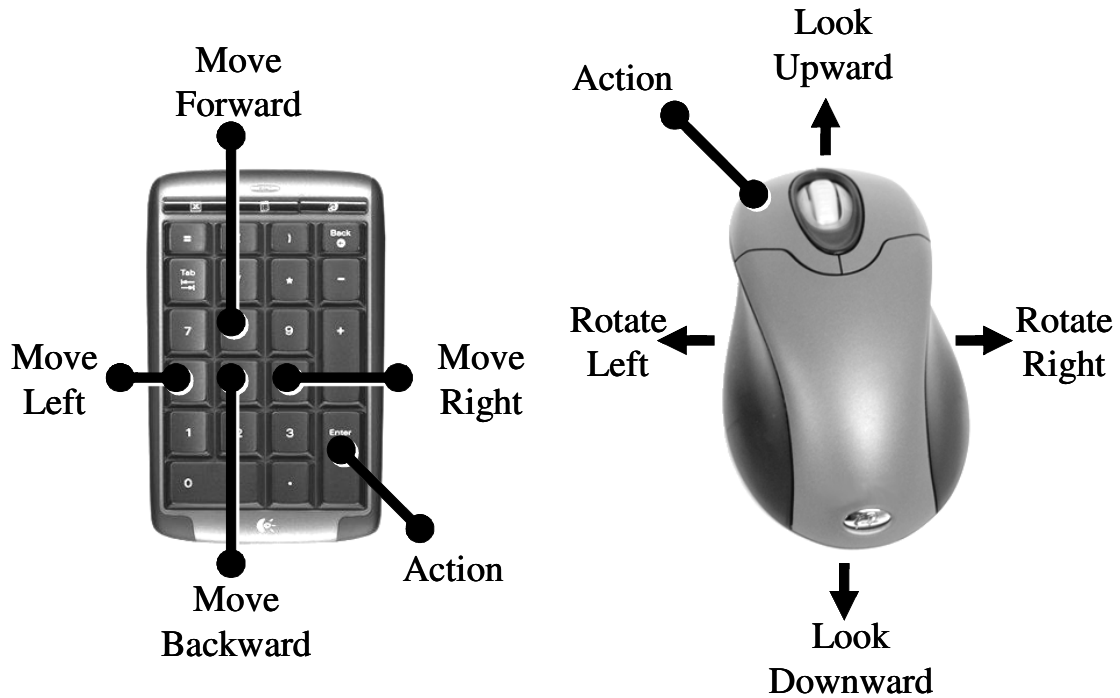 Move
Forward
Move
Left
Move
Right
Action
Move
Backward
= ) Back
Tab * -
7 9 +
1 2 3 Enter
0 .
Look
Upward
Action
Rotate
Left
Rotate
Right
Look
Downward